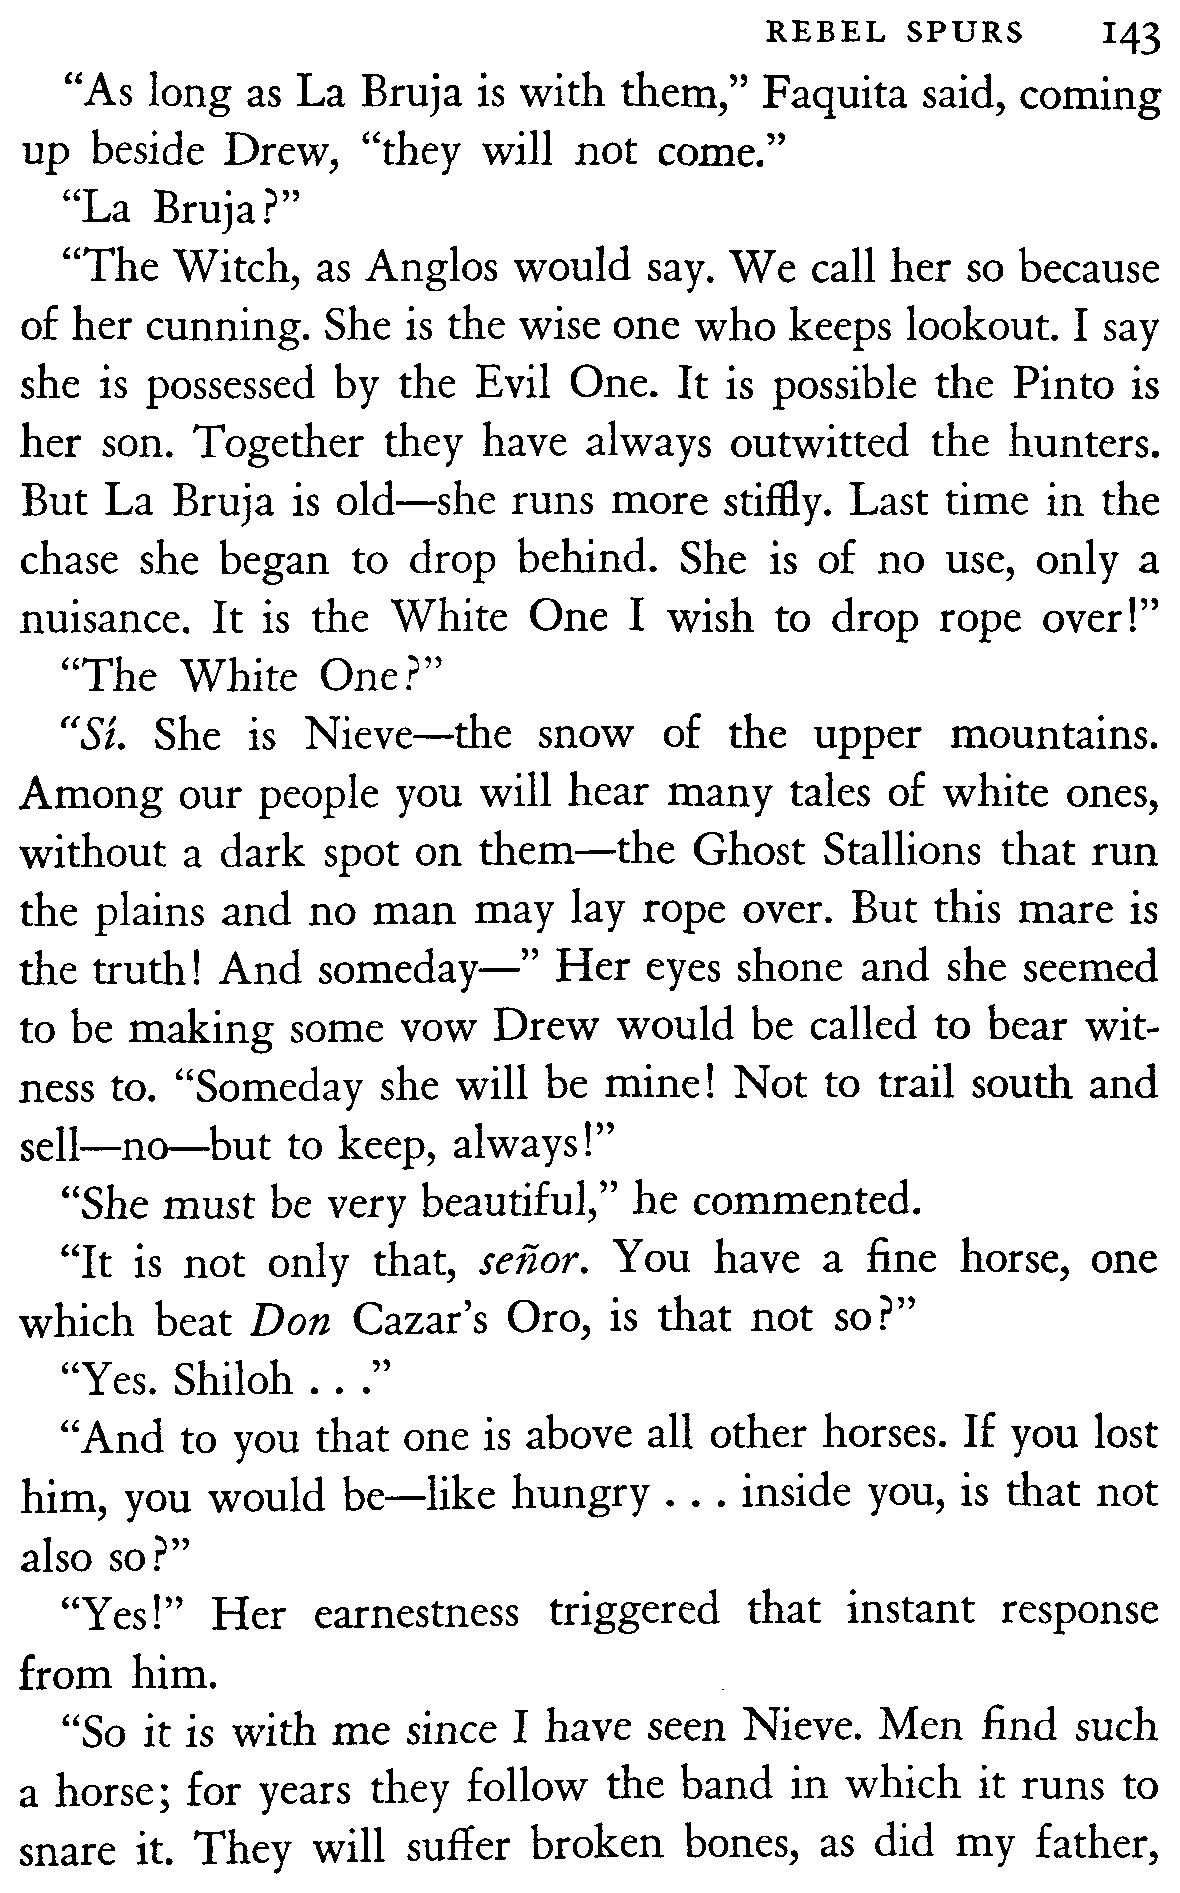 REBEL SPURS 143
“As long as La Bruja is with them,” Faquita said, coming
up beside Drew, “they will not come.”
“La Bruja?”
“The Witch, as Anglos would say. We call her so because
of her cunning. She is the wise one who keeps lookout. I say
she is possessed by the Evil One. It is possible the Pinto is
her son. Together they have always outwitted the hunters.
But La Bruja is old—she runs more stiffly. Last time in the
chase she began to drop behind. She is of no use, only a
nuisance. It is the White One I wish to drop rope over!”
“The White One?”
“Sí. She is Nieve—the snow of the upper mountains.
Among our people you will hear many tales of white ones,
without a dark spot on them—the Ghost Stallions that run
the plains and no man may lay rope over. But this mare is
the truth! And someday—” Her eyes shone and she seemed
to be making some vow Drew would be called to bear wit-
ness to. “Someday she will be mine! Not to trail south and
sell—no—but to keep, always!”
“She must be very beautiful,” he commented.
“It is not only that, señor. You have a fine horse, one
which beat Don Cazar’s Oro, is that not so?”
“Yes. Shiloh . . .”
“And to you that one is above all other horses. If you lost
him, you would be—like hungry . . . inside you, is that not
also so?”
“Yes!” Her earnestness triggered that instant response
from him.
“So it is with me since I have seen Nieve. Men find such
a horse; for years they follow the band in which it runs to
snare it. They will suffer broken bones, as did my father,